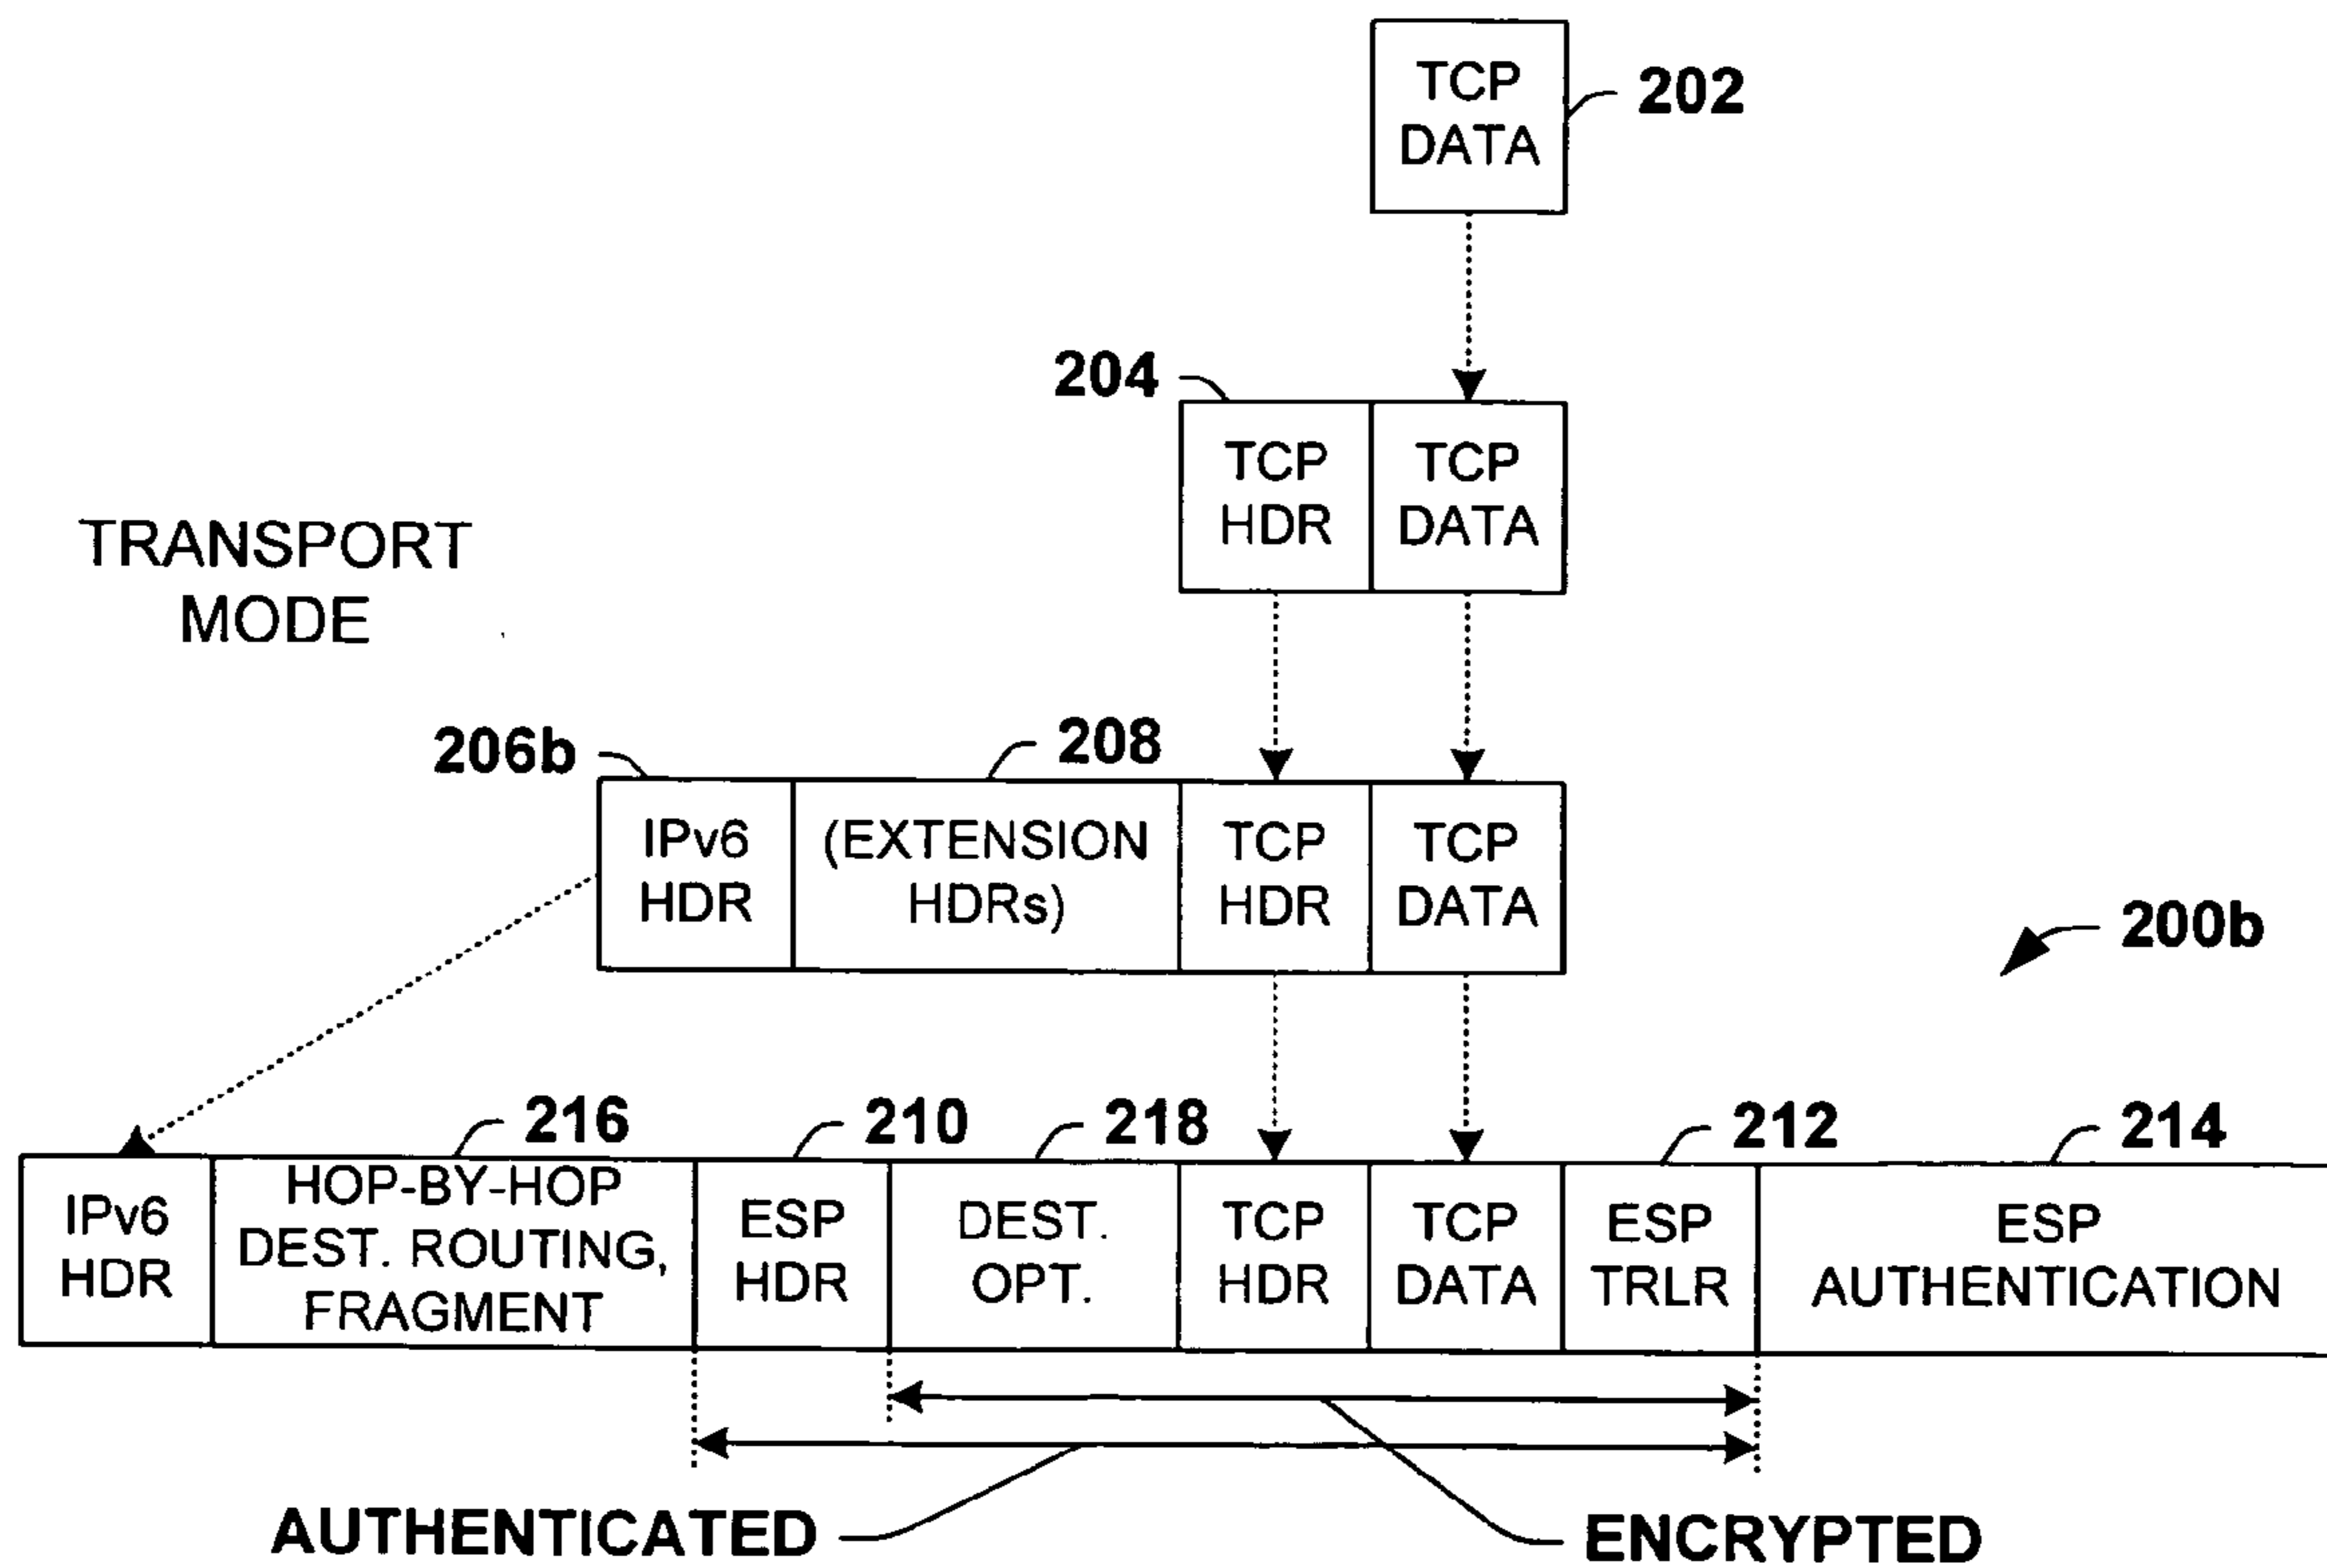 TCP
DATA
202
204
TCP
HDR
TCP
DATA
TRANSPORT
MODE
206b
208
IPv6
HDR
(EXTENSION
HDRs)
TCP
HDR
TCP
DATA
200b
216
210
218
212
214
IPv6
HDR
HOP-BY-HOP
DEST. ROUTING,
FRAGMENT
ESP
HDR
DEST.
OPT.
TCP
HDR
TCP
DATA
ESP
TRLR
ESP
AUTHENTICATION
AUTHENTICATED
ENCRYPTED